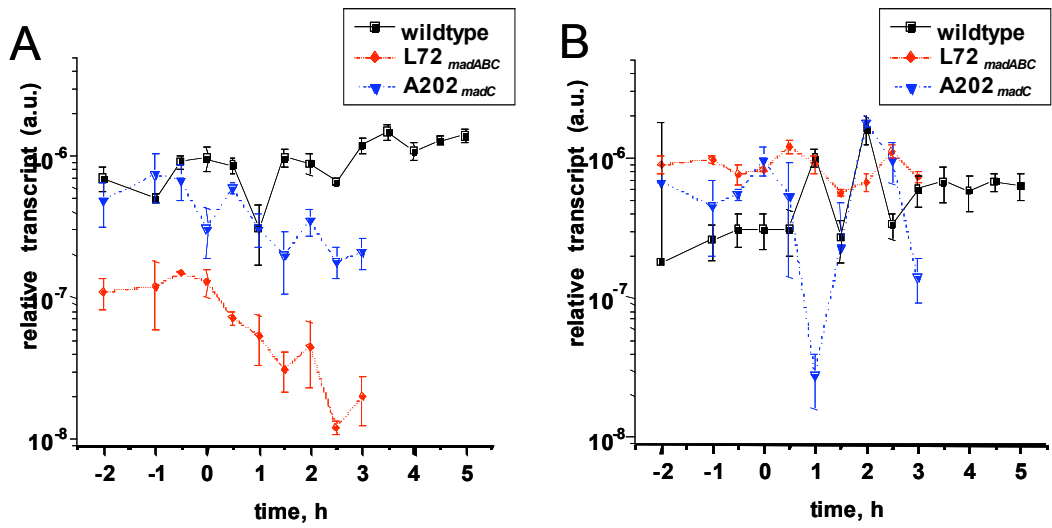 A
wildtype
L72 madABC
A202 madC
relative transcript (a.u.)
10-6
10-7
10-8
-2 -1 0 1 2 3 4 5
time, h
B
wildtype
L72 madABC
A202 madC
relative transcript (a.u.)
10-6
10-7
10-8
-2 -1 0 1 2 3 4 5
time, h